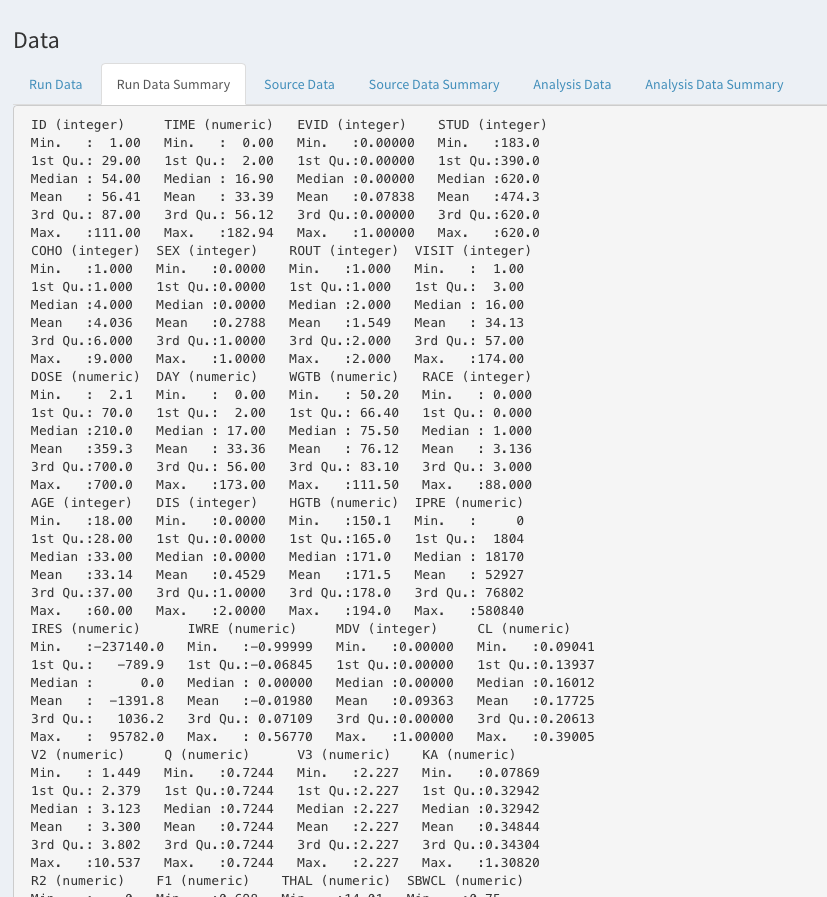 Data
Run Data Run Data Summary Source Data Source Data Summary Analysis Data Analysis Data Summary
ID (integer) TIME (numeric) EVID (integer) STUD (integer)
Min. : 1.00 Min. : 0.00 Min. :0.00000 Min. :183.0
1st Qu.: 29.00 1st Qu.: 2.00 1st Qu.:0.00000 1st Qu.:390.0
Median : 54.00 Median : 16.90 Median :0.00000 Median :620.0
Mean : 56.41 Mean : 33.39 Mean :0.07838 Mean :474.3
3rd Qu.: 87.00 3rd Qu.: 56.12 3rd Qu.:0.00000 3rd Qu.:620.0
Max. :111.00 Max. :182.94 Max. :1.00000 Max. :620.0
COHO (integer) SEX (integer) ROUT (integer) VISIT (integer)
Min. :1.000 Min. :0.0000 Min. :1.000 Min. : 1.00
1st Qu.:1.000 1st Qu.:0.0000 1st Qu.:1.000 1st Qu.: 3.00
Median :4.000 Median :0.0000 Median :2.000 Median : 16.00
Mean :4.036 Mean :0.2788 Mean :1.549 Mean : 34.13
3rd Qu.:6.000 3rd Qu.:1.0000 3rd Qu.:2.000 3rd Qu.: 57.00
Max. :9.000 Max. :1.0000 Max. :2.000 Max. :174.00
DOSE (numeric) DAY (numeric) WGTB (numeric) RACE (integer)
Min. : 2.1 Min. : 0.00 Min. : 50.20 Min. : 0.000
1st Qu.: 70.0 1st Qu.: 2.00 1st Qu.: 66.40 1st Qu.: 0.000
Median :210.0 Median : 17.00 Median : 75.50 Median : 1.000
Mean :359.3 Mean : 33.36 Mean : 76.12 Mean : 3.136
3rd Qu.:700.0 3rd Qu.: 56.00 3rd Qu.: 83.10 3rd Qu.: 3.000
Max. :700.0 Max. :173.00 Max. :111.50 Max. :88.000
AGE (integer) DIS (integer) HGTB (numeric) IPRE (numeric)
Min. :18.00 Min. :0.0000 Min. :150.1 Min. : 0
1st Qu.:28.00 1st Qu.:0.0000 1st Qu.:165.0 1st Qu.: 1804
Median :33.00 Median :0.0000 Median :171.0 Median : 18170
Mean :33.14 Mean :0.4529 Mean :171.5 Mean : 52927
3rd Qu.:37.00 3rd Qu.:1.0000 3rd Qu.:178.0 3rd Qu.: 76802
Max. :60.00 Max. :2.0000 Max. :194.0 Max. :580840
IRES (numeric) IWRE (numeric) MDV (integer) CL (numeric)
Min. :-237140.0 Min. :-0.99999 Min. :0.00000 Min. :0.09041
1st Qu.: -789.9 1st Qu.:-0.06845 1st Qu.:0.00000 1st Qu.:0.13937
Median : 0.0 Median : 0.00000 Median :0.00000 Median :0.16012
Mean : -1391.8 Mean :-0.01980 Mean :0.09363 Mean :0.17725
3rd Qu.: 1036.2 3rd Qu.: 0.07109 3rd Qu.:0.00000 3rd Qu.:0.20613
Max. : 95782.0 Max. : 0.56770 Max. :1.00000 Max. :0.39005
V2 (numeric) Q (numeric) V3 (numeric) KA (numeric)
Min. : 1.449 Min. :0.7244 Min. :2.227 Min. :0.07869
1st Qu.: 2.379 1st Qu.:0.7244 1st Qu.:2.227 1st Qu.:0.32942
Median : 3.123 Median :0.7244 Median :2.227 Median :0.32942
Mean : 3.300 Mean :0.7244 Mean :2.227 Mean :0.34844
3rd Qu.: 3.802 3rd Qu.:0.7244 3rd Qu.:2.227 3rd Qu.:0.34304
Max. :10.537 Max. :0.7244 Max. :2.227 Max. :1.30820
R2 (numeric) F1 (numeric) THAL (numeric) SBWCL (numeric)